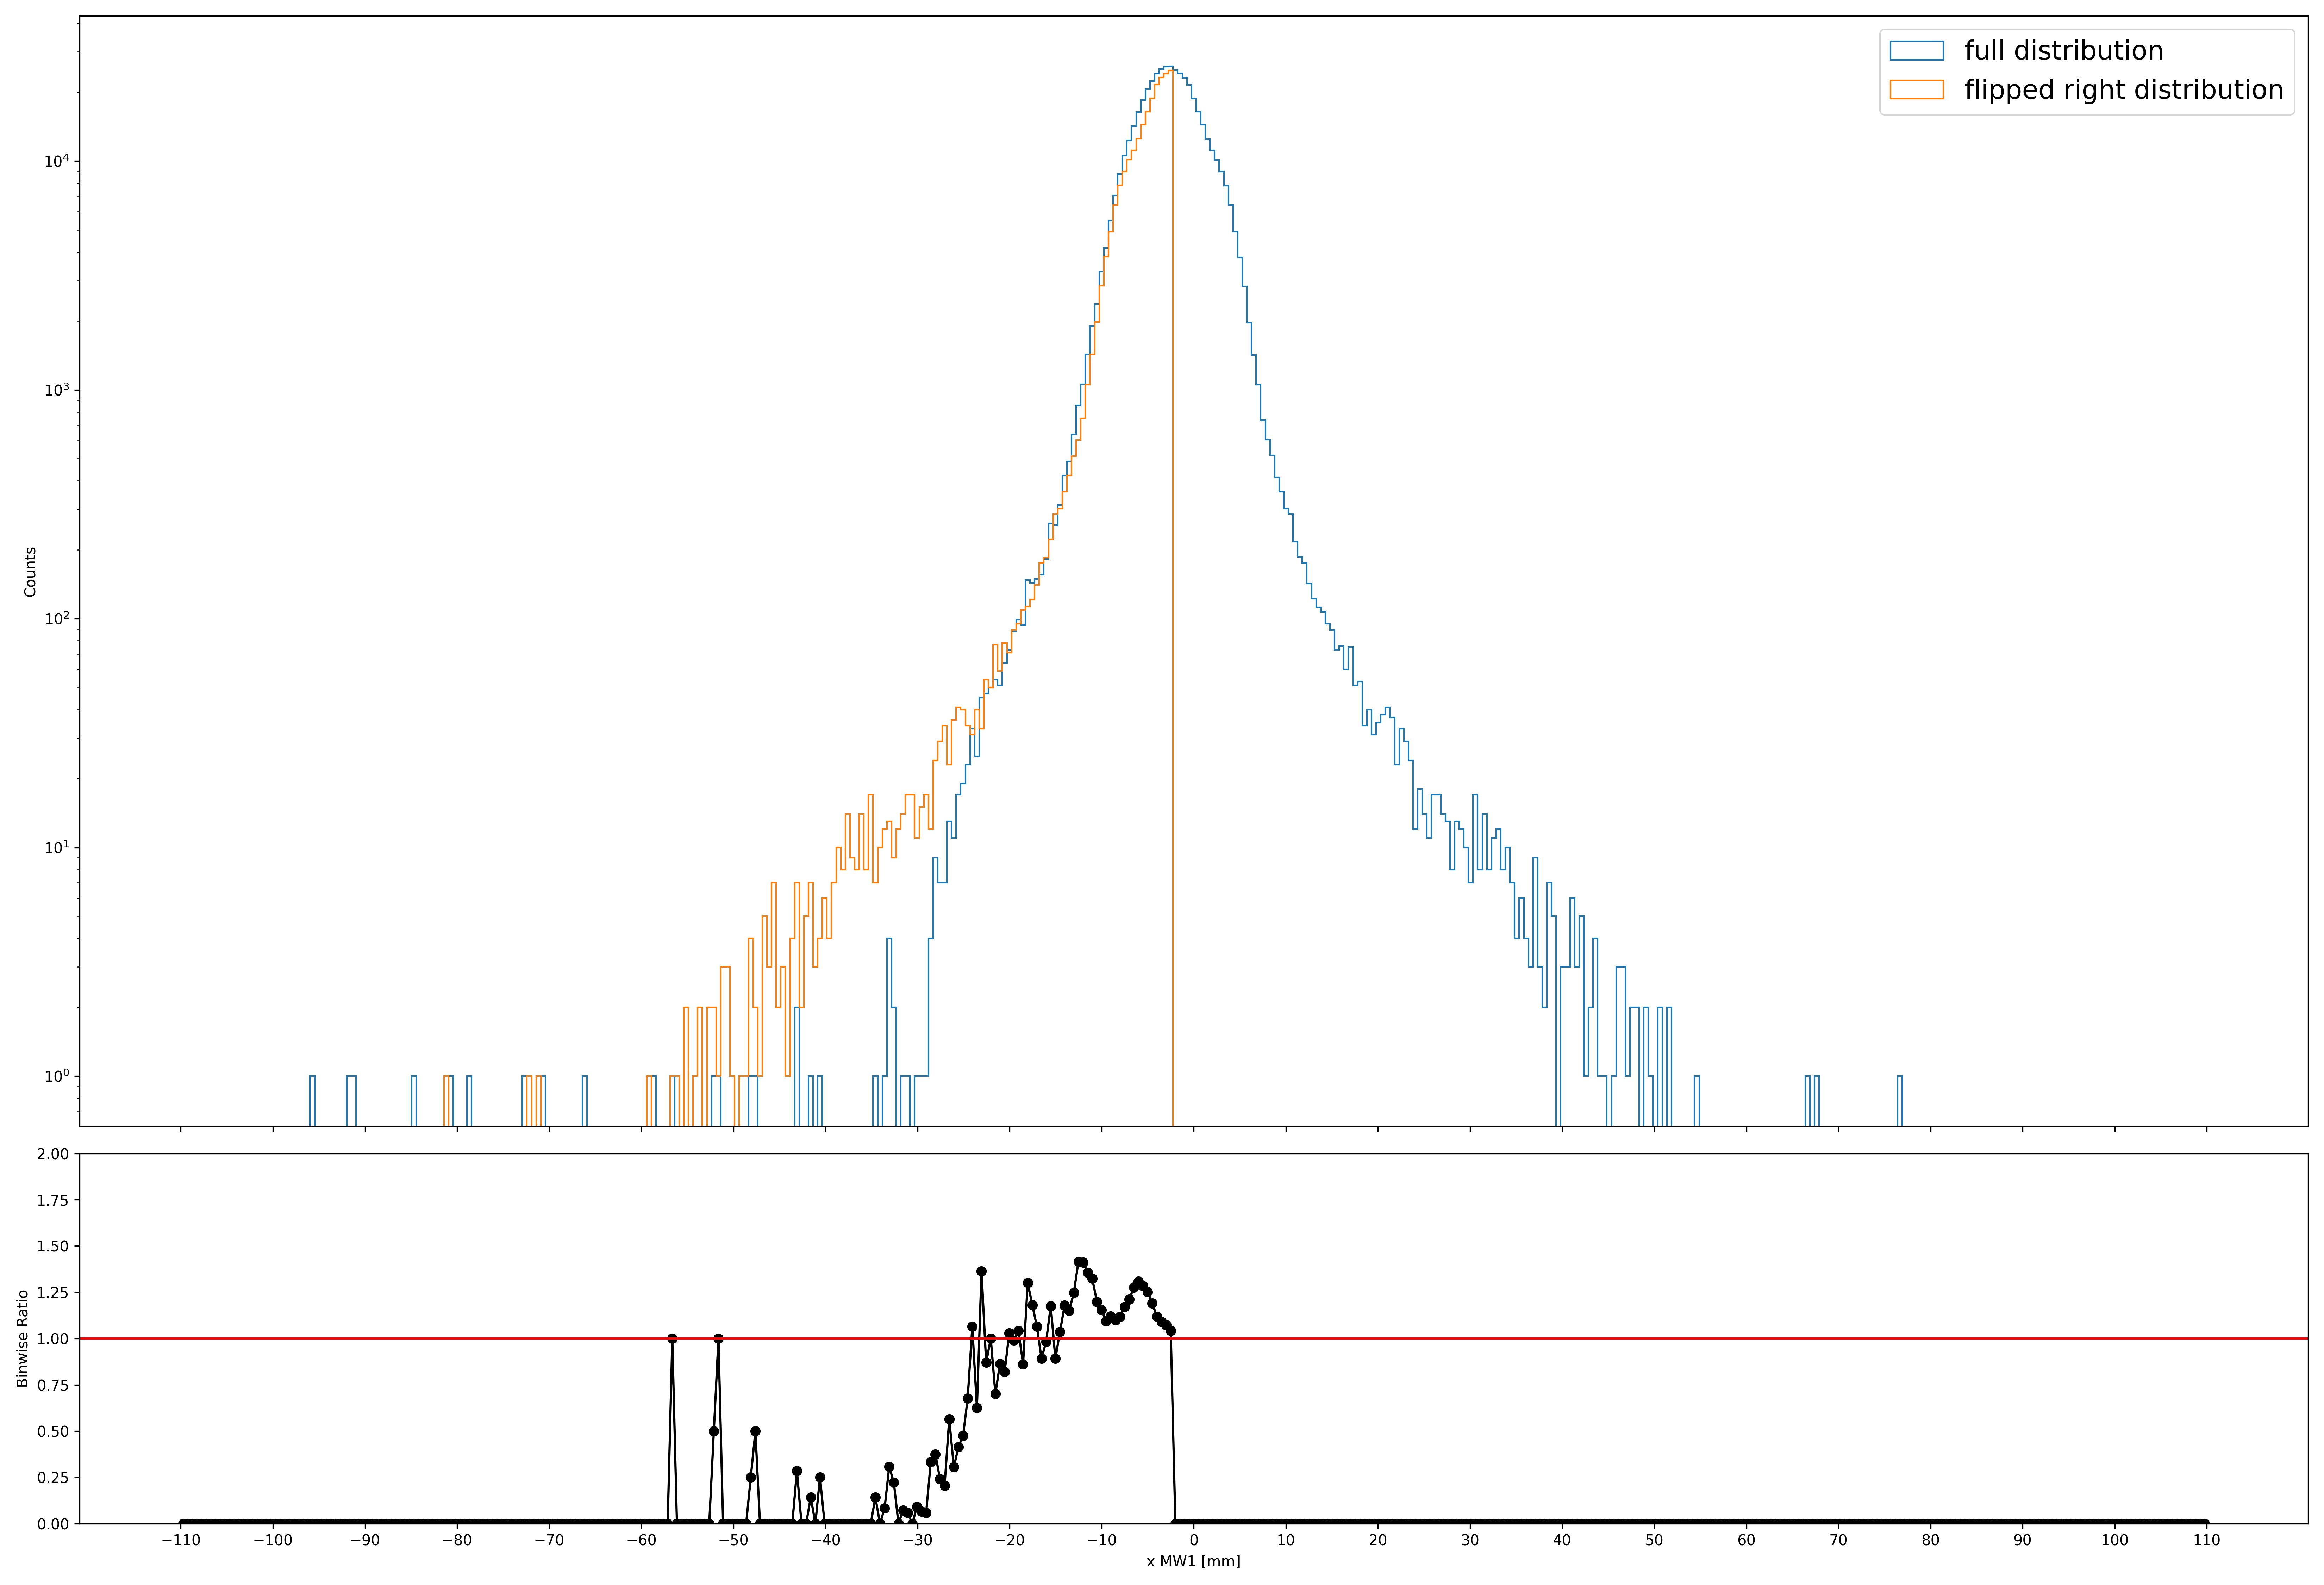 full distribution
flipped right distribution
10⁴
10³
10²
10¹
10⁰
Counts
2.00
1.75
1.50
1.25
1.00
0.75
0.50
0.25
0.00
Binwise Ratio
−110 −100 −90 −80 −70 −60 −50 −40 −30 −20 −10 0 10 20 30 40 50 60 70 80 90 100 110
x MW1 [mm]